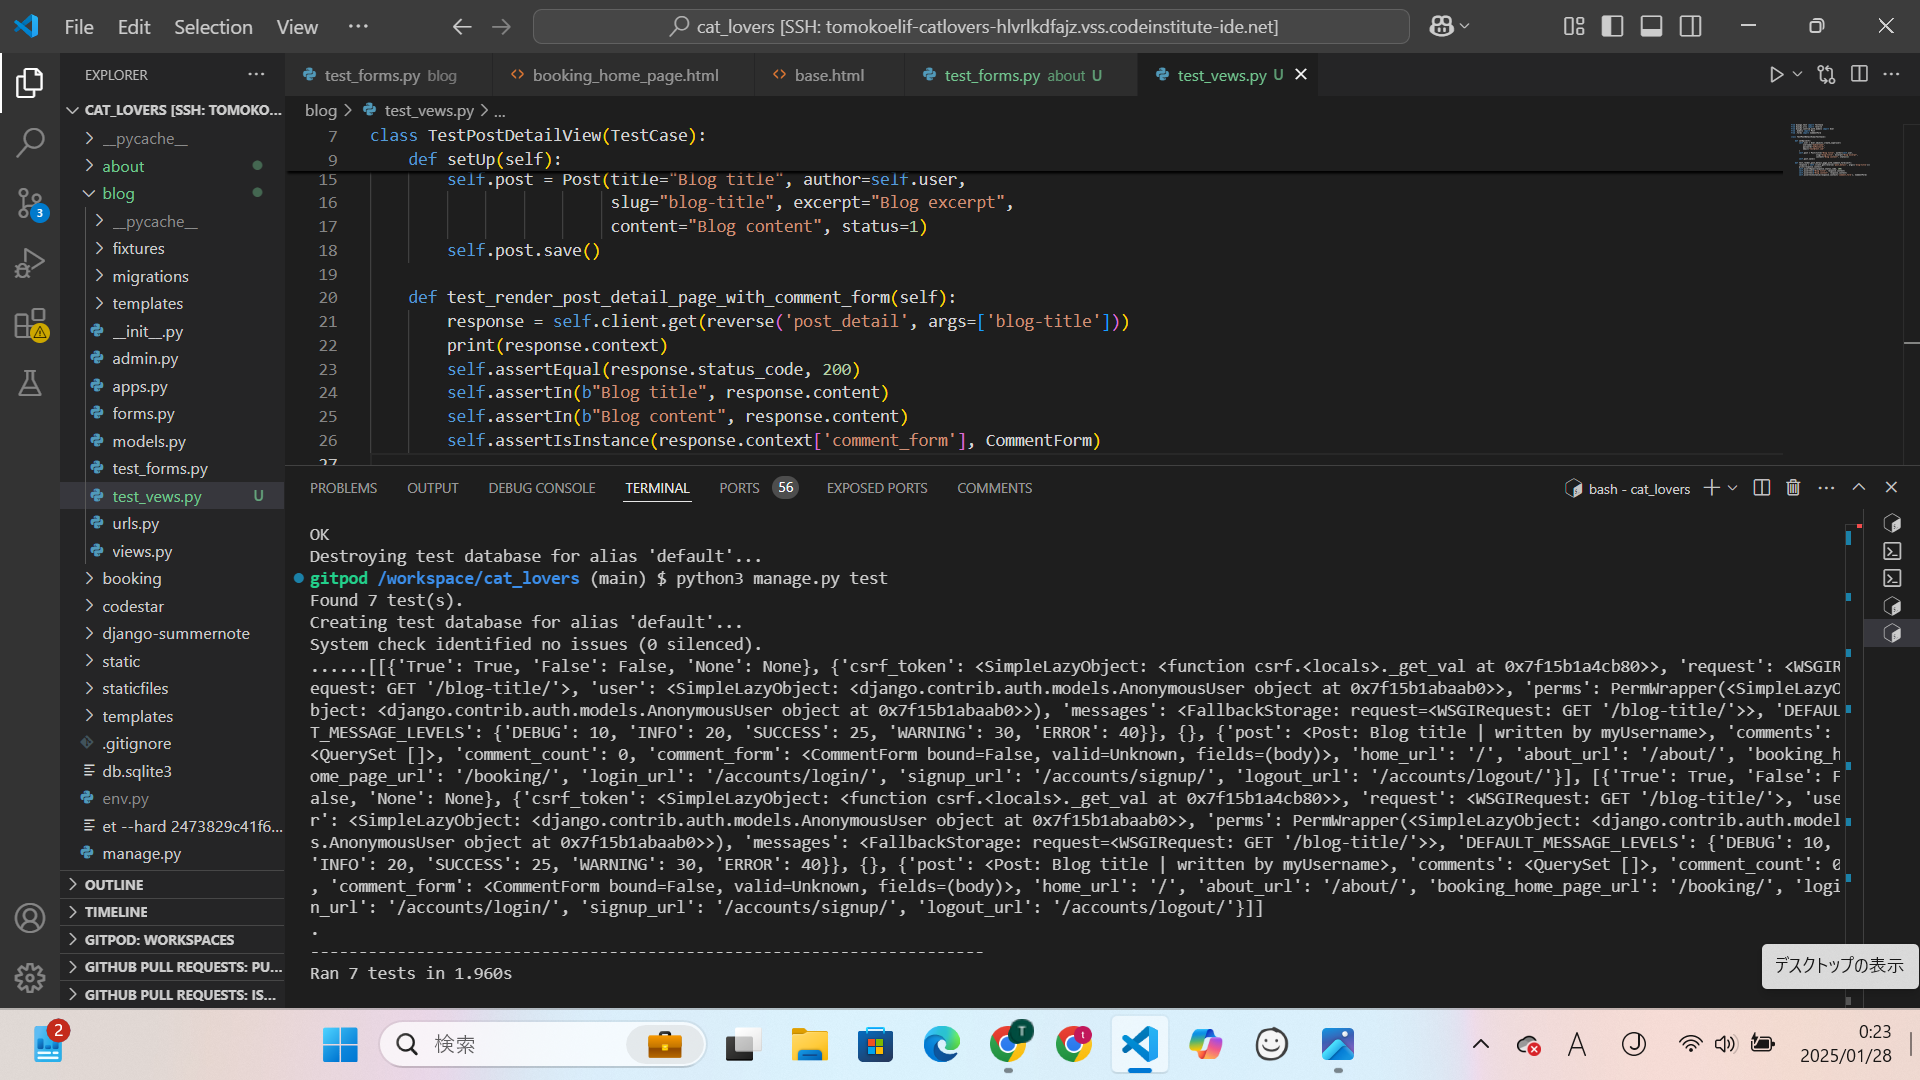 File Edit Selection View ···
cat_lovers [SSH: tomokoelif-catlovers-hlvrlkdfajz.vss.codeinstitute-ide.net]
EXPLORER
CAT_LOVERS [SSH: TOMOKO...
__pycache__
about
blog
__pycache__
fixtures
migrations
templates
__init__.py
admin.py
apps.py
forms.py
models.py
test_forms.py
test_vews.py U
urls.py
views.py
booking
codestar
django-summernote
static
staticfiles
templates
.gitignore
db.sqlite3
env.py
et --hard 2473829c41f6...
manage.py
OUTLINE
TIMELINE
GITPOD: WORKSPACES
GITHUB PULL REQUESTS: PU...
GITHUB PULL REQUESTS: IS...
3
test_forms.py blog
booking_home_page.html
base.html
test_forms.py about U
test_vews.py U
blog > test_vews.py > ...
7 class TestPostDetailView(TestCase):
9 def setUp(self):
15 self.post = Post(title="Blog title", author=self.user,
16 slug="blog-title", excerpt="Blog excerpt",
17 content="Blog content", status=1)
18 self.post.save()
19
20 def test_render_post_detail_page_with_comment_form(self):
21 response = self.client.get(reverse('post_detail', args=['blog-title']))
22 print(response.context)
23 self.assertEqual(response.status_code, 200)
24 self.assertIn(b"Blog title", response.content)
25 self.assertIn(b"Blog content", response.content)
26 self.assertIsInstance(response.context['comment_form'], CommentForm)
27
PROBLEMS OUTPUT DEBUG CONSOLE TERMINAL PORTS 56 EXPOSED PORTS COMMENTS
bash - cat_lovers
OK
Destroying test database for alias 'default'...
gitpod /workspace/cat_lovers (main) $ python3 manage.py test
Found 7 test(s).
Creating test database for alias 'default'...
System check identified no issues (0 silenced).
......[[{'True': True, 'False': False, 'None': None}, {'csrf_token': <SimpleLazyObject: <function csrf.<locals>._get_val at 0x7f15b1a4cb80>>, 'request': <WSGIR
equest: GET '/blog-title/'>, 'user': <SimpleLazyObject: <django.contrib.auth.models.AnonymousUser object at 0x7f15b1abaab0>>, 'perms': PermWrapper(<SimpleLazyO
bject: <django.contrib.auth.models.AnonymousUser object at 0x7f15b1abaab0>>), 'messages': <FallbackStorage: request=<WSGIRequest: GET '/blog-title/'>>, 'DEFAUL
T_MESSAGE_LEVELS': {'DEBUG': 10, 'INFO': 20, 'SUCCESS': 25, 'WARNING': 30, 'ERROR': 40}}, {}, {'post': <Post: Blog title | written by myUsername>, 'comments':
<QuerySet []>, 'comment_count': 0, 'comment_form': <CommentForm bound=False, valid=Unknown, fields=(body)>, 'home_url': '/', 'about_url': '/about/', 'booking_h
ome_page_url': '/booking/', 'login_url': '/accounts/login/', 'signup_url': '/accounts/signup/', 'logout_url': '/accounts/logout/'}], [{'True': True, 'False': F
alse, 'None': None}, {'csrf_token': <SimpleLazyObject: <function csrf.<locals>._get_val at 0x7f15b1a4cb80>>, 'request': <WSGIRequest: GET '/blog-title/'>, 'use
r': <SimpleLazyObject: <django.contrib.auth.models.AnonymousUser object at 0x7f15b1abaab0>>, 'perms': PermWrapper(<SimpleLazyObject: <django.contrib.auth.model
s.AnonymousUser object at 0x7f15b1abaab0>>), 'messages': <FallbackStorage: request=<WSGIRequest: GET '/blog-title/'>>, 'DEFAULT_MESSAGE_LEVELS': {'DEBUG': 10,
'INFO': 20, 'SUCCESS': 25, 'WARNING': 30, 'ERROR': 40}}, {}, {'post': <Post: Blog title | written by myUsername>, 'comments': <QuerySet []>, 'comment_count': 0
, 'comment_form': <CommentForm bound=False, valid=Unknown, fields=(body)>, 'home_url': '/', 'about_url': '/about/', 'booking_home_page_url': '/booking/', 'logi
n_url': '/accounts/login/', 'signup_url': '/accounts/signup/', 'logout_url': '/accounts/logout/'}]]
.
----------------------------------------------------------------------
Ran 7 tests in 1.960s
デスクトップの表示
2
検索
T
t
A
J
0:23
2025/01/28